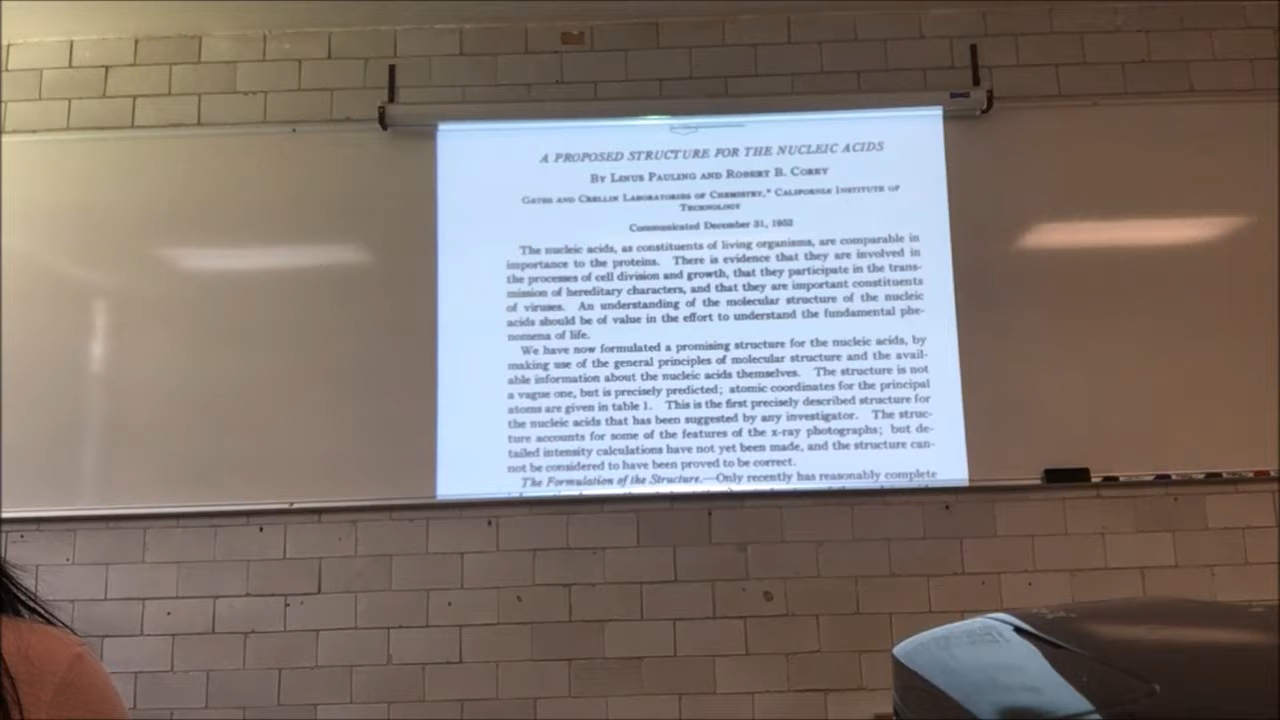 A PROPOSED STRUCTURE FOR THE NUCLEIC ACIDS
BY LINUS PAULING AND ROBERT B. COREY
GATES AND CRELLIN LABORATORIES OF CHEMISTRY,* CALIFORNIA INSTITUTE OF
TECHNOLOGY
Communicated December 31, 1952
The nucleic acids, as constituents of living organisms, are comparable in
importance to the proteins. There is evidence that they are involved in
the processes of cell division and growth, that they participate in the trans-
mission of hereditary characters, and that they are important constituents
of viruses. An understanding of the molecular structure of the nucleic
acids should be of value in the effort to understand the fundamental phe-
nomena of life.
We have now formulated a promising structure for the nucleic acids, by
making use of the general principles of molecular structure and the avail-
able information about the nucleic acids themselves. The structure is not
a vague one, but is precisely predicted; atomic coordinates for the principal
atoms are given in table 1. This is the first precisely described structure for
the nucleic acids that has been suggested by any investigator. The struc-
ture accounts for some of the features of the x-ray photographs; but de-
tailed intensity calculations have not yet been made, and the structure can-
not be considered to have been proved to be correct.
The Formulation of the Structure.—Only recently has reasonably complete